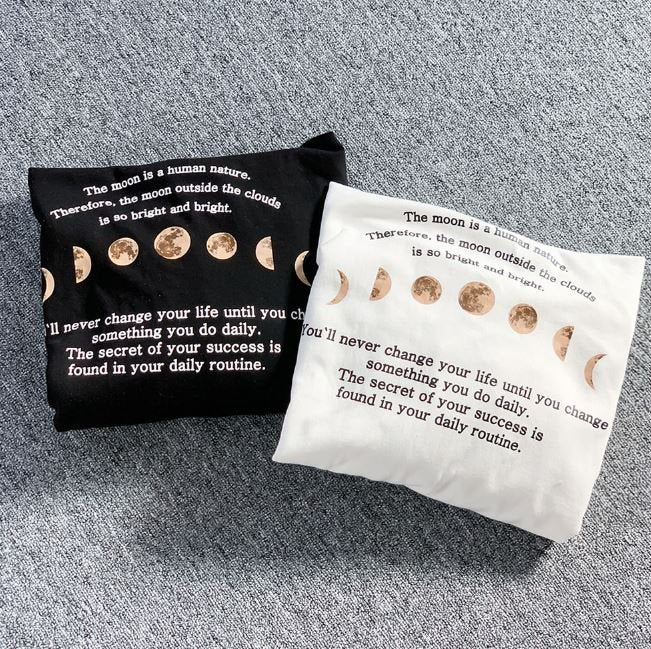 The moon is a human nature.
Therefore, the moon outside the clouds
is so bright and bright.
'll never change your life until you ch
something you do daily.
The secret of your success is
found in your daily routine.
The moon is a human nature.
Therefore, the moon outside the clouds
is so bright and bright.
You'll never change your life until you change
something you do daily.
The secret of your success is
found in your daily routine.